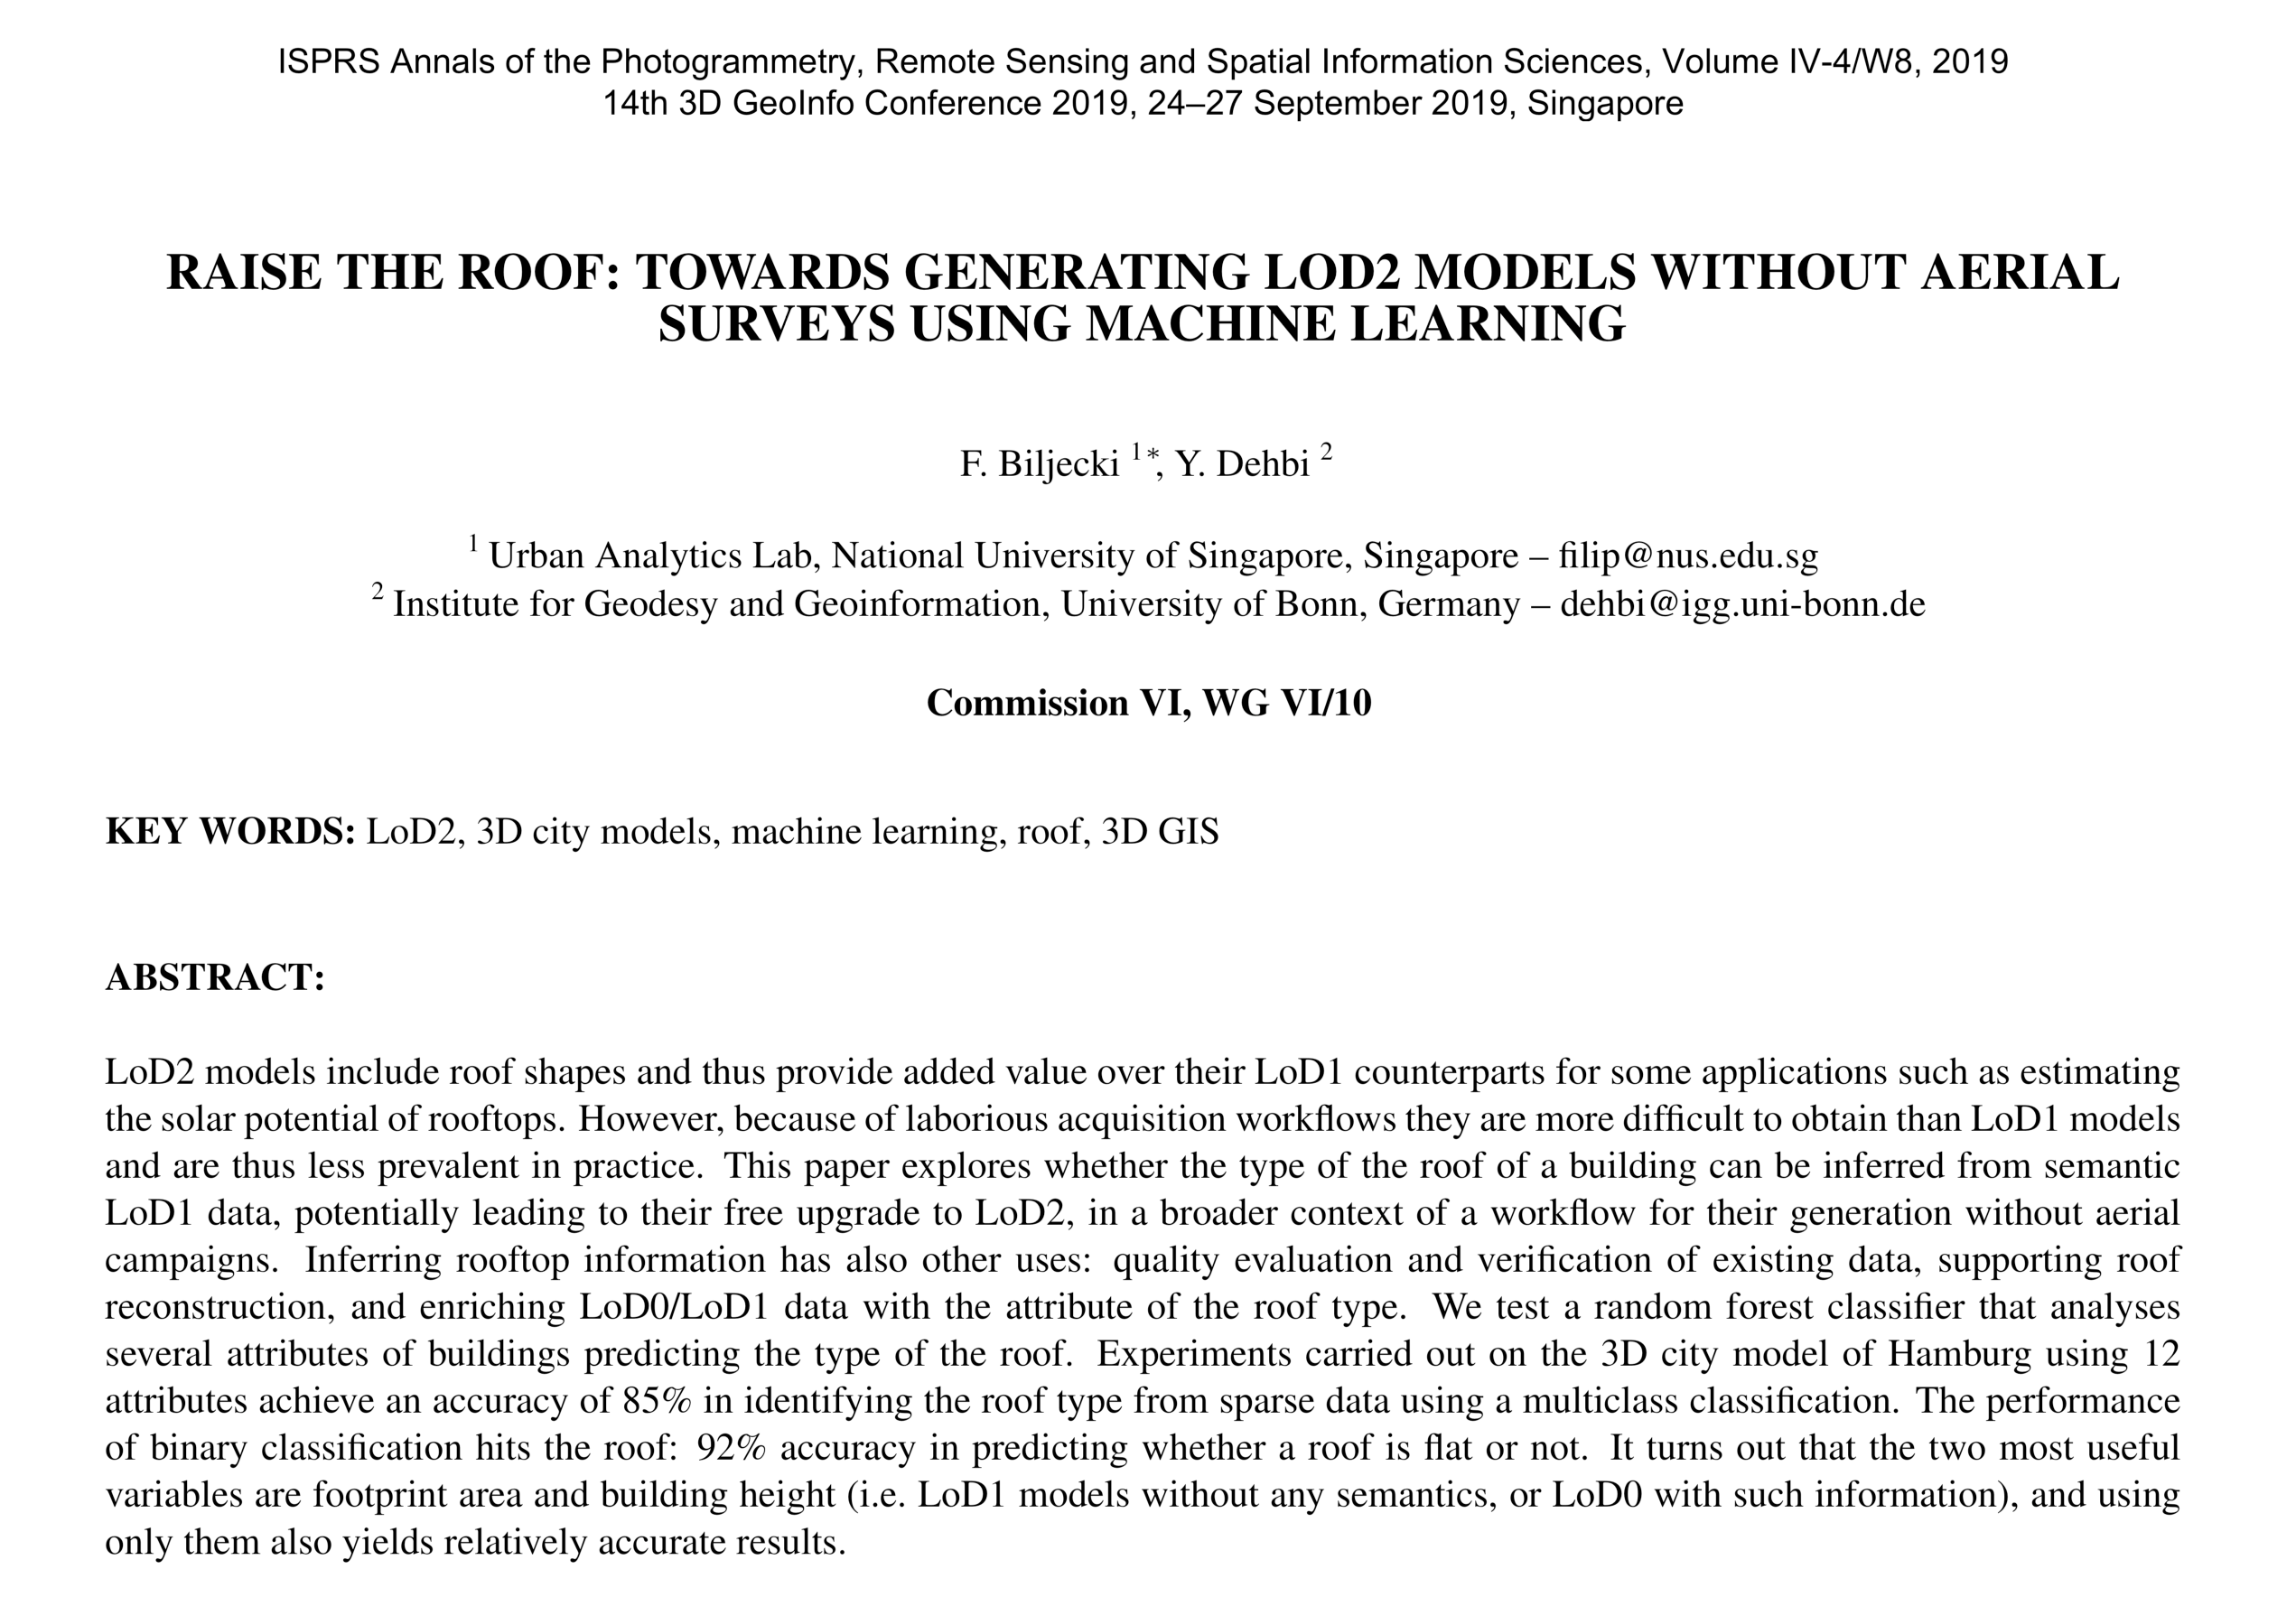 ISPRS Annals of the Photogrammetry, Remote Sensing and Spatial Information Sciences, Volume IV-4/W8, 2019
14th 3D GeoInfo Conference 2019, 24–27 September 2019, Singapore
RAISE THE ROOF: TOWARDS GENERATING LOD2 MODELS WITHOUT AERIAL
SURVEYS USING MACHINE LEARNING
F. Biljecki 1*, Y. Dehbi 2
1 Urban Analytics Lab, National University of Singapore, Singapore – filip@nus.edu.sg
2 Institute for Geodesy and Geoinformation, University of Bonn, Germany – dehbi@igg.uni-bonn.de
Commission VI, WG VI/10
KEY WORDS: LoD2, 3D city models, machine learning, roof, 3D GIS
ABSTRACT:
LoD2 models include roof shapes and thus provide added value over their LoD1 counterparts for some applications such as estimating
the solar potential of rooftops. However, because of laborious acquisition workflows they are more difficult to obtain than LoD1 models
and are thus less prevalent in practice. This paper explores whether the type of the roof of a building can be inferred from semantic
LoD1 data, potentially leading to their free upgrade to LoD2, in a broader context of a workflow for their generation without aerial
campaigns. Inferring rooftop information has also other uses: quality evaluation and verification of existing data, supporting roof
reconstruction, and enriching LoD0/LoD1 data with the attribute of the roof type. We test a random forest classifier that analyses
several attributes of buildings predicting the type of the roof. Experiments carried out on the 3D city model of Hamburg using 12
attributes achieve an accuracy of 85% in identifying the roof type from sparse data using a multiclass classification. The performance
of binary classification hits the roof: 92% accuracy in predicting whether a roof is flat or not. It turns out that the two most useful
variables are footprint area and building height (i.e. LoD1 models without any semantics, or LoD0 with such information), and using
only them also yields relatively accurate results.